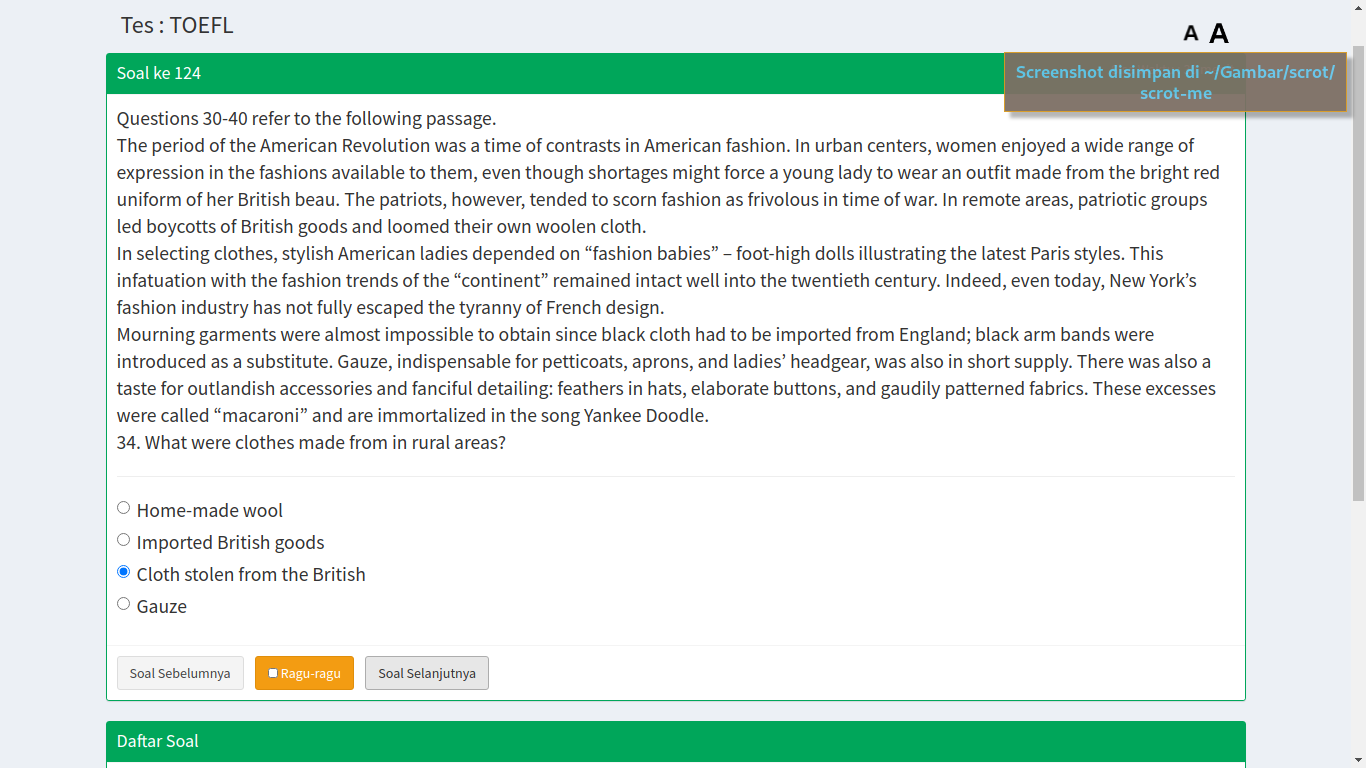 Tes : TOEFL
A A
Soal ke 124
Screenshot disimpan di ~/Gambar/scrot/
scrot-me
Questions 30-40 refer to the following passage.
The period of the American Revolution was a time of contrasts in American fashion. In urban centers, women enjoyed a wide range of
expression in the fashions available to them, even though shortages might force a young lady to wear an outfit made from the bright red
uniform of her British beau. The patriots, however, tended to scorn fashion as frivolous in time of war. In remote areas, patriotic groups
led boycotts of British goods and loomed their own woolen cloth.
In selecting clothes, stylish American ladies depended on “fashion babies” – foot-high dolls illustrating the latest Paris styles. This
infatuation with the fashion trends of the “continent” remained intact well into the twentieth century. Indeed, even today, New York’s
fashion industry has not fully escaped the tyranny of French design.
Mourning garments were almost impossible to obtain since black cloth had to be imported from England; black arm bands were
introduced as a substitute. Gauze, indispensable for petticoats, aprons, and ladies’ headgear, was also in short supply. There was also a
taste for outlandish accessories and fanciful detailing: feathers in hats, elaborate buttons, and gaudily patterned fabrics. These excesses
were called “macaroni” and are immortalized in the song Yankee Doodle.
34. What were clothes made from in rural areas?
Home-made wool
Imported British goods
Cloth stolen from the British
Gauze
Soal Sebelumnya
Ragu-ragu
Soal Selanjutnya
Daftar Soal